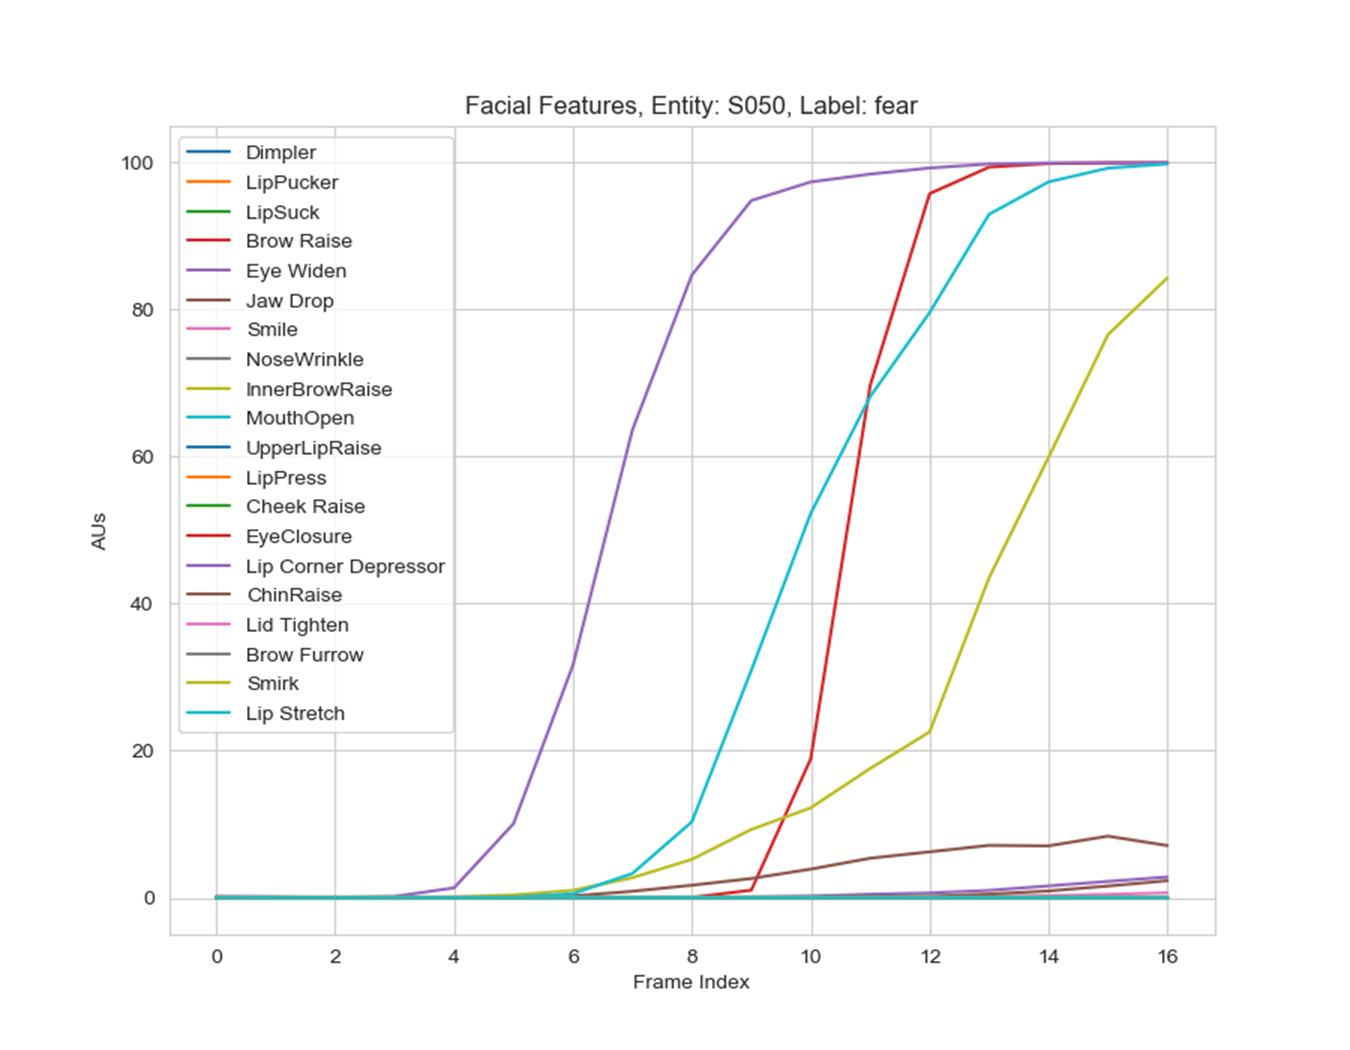 Facial Features, Entity: S050, Label: fear
100
80
60
40
20
0
AUs
Dimpler
LipPucker
LipSuck
Brow Raise
Eye Widen
Jaw Drop
Smile
NoseWrinkle
InnerBrowRaise
MouthOpen
UpperLipRaise
LipPress
Cheek Raise
EyeClosure
Lip Corner Depressor
ChinRaise
Lid Tighten
Brow Furrow
Smirk
Lip Stretch
0 2 4 6 8 10 12 14 16
Frame Index